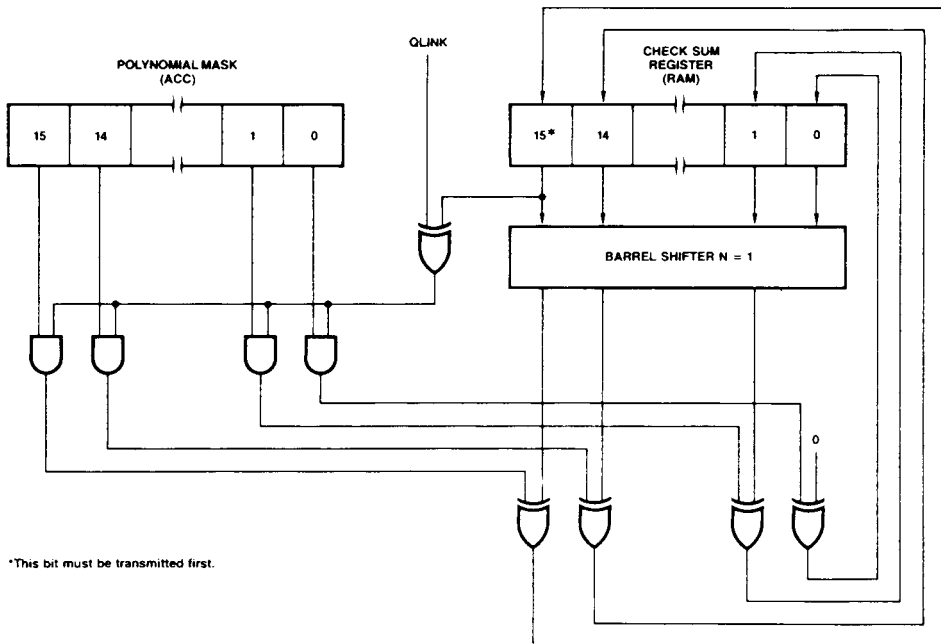 QLINK
POLYNOMIAL MASK
(ACC)
CHECK SUM
REGISTER
(RAM)
15 14 1 0
15* 14 1 0
BARREL SHIFTER N = 1
0
*This bit must be transmitted first.